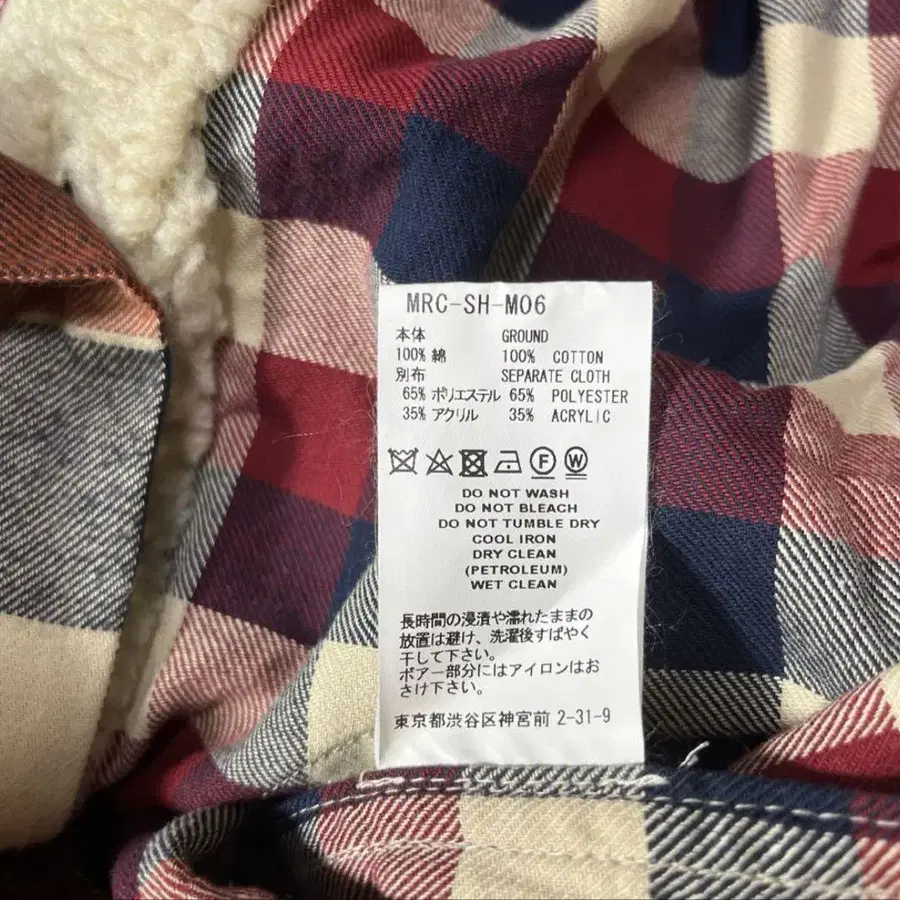 MRC-SH-M06
本体 GROUND
100% 綿 100% COTTON
別布 SEPARATE CLOTH
65% ポリエステル 65% POLYESTER
35% アクリル 35% ACRYLIC
F W
DO NOT WASH
DO NOT BLEACH
DO NOT TUMBLE DRY
COOL IRON
DRY CLEAN
(PETROLEUM)
WET CLEAN
長時間の浸漬や濡れたままの
放置は避け、洗濯後すばやく
干して下さい。
ボアー部分にはアイロンはお
さけ下さい。
東京都渋谷区神宮前 2-31-9